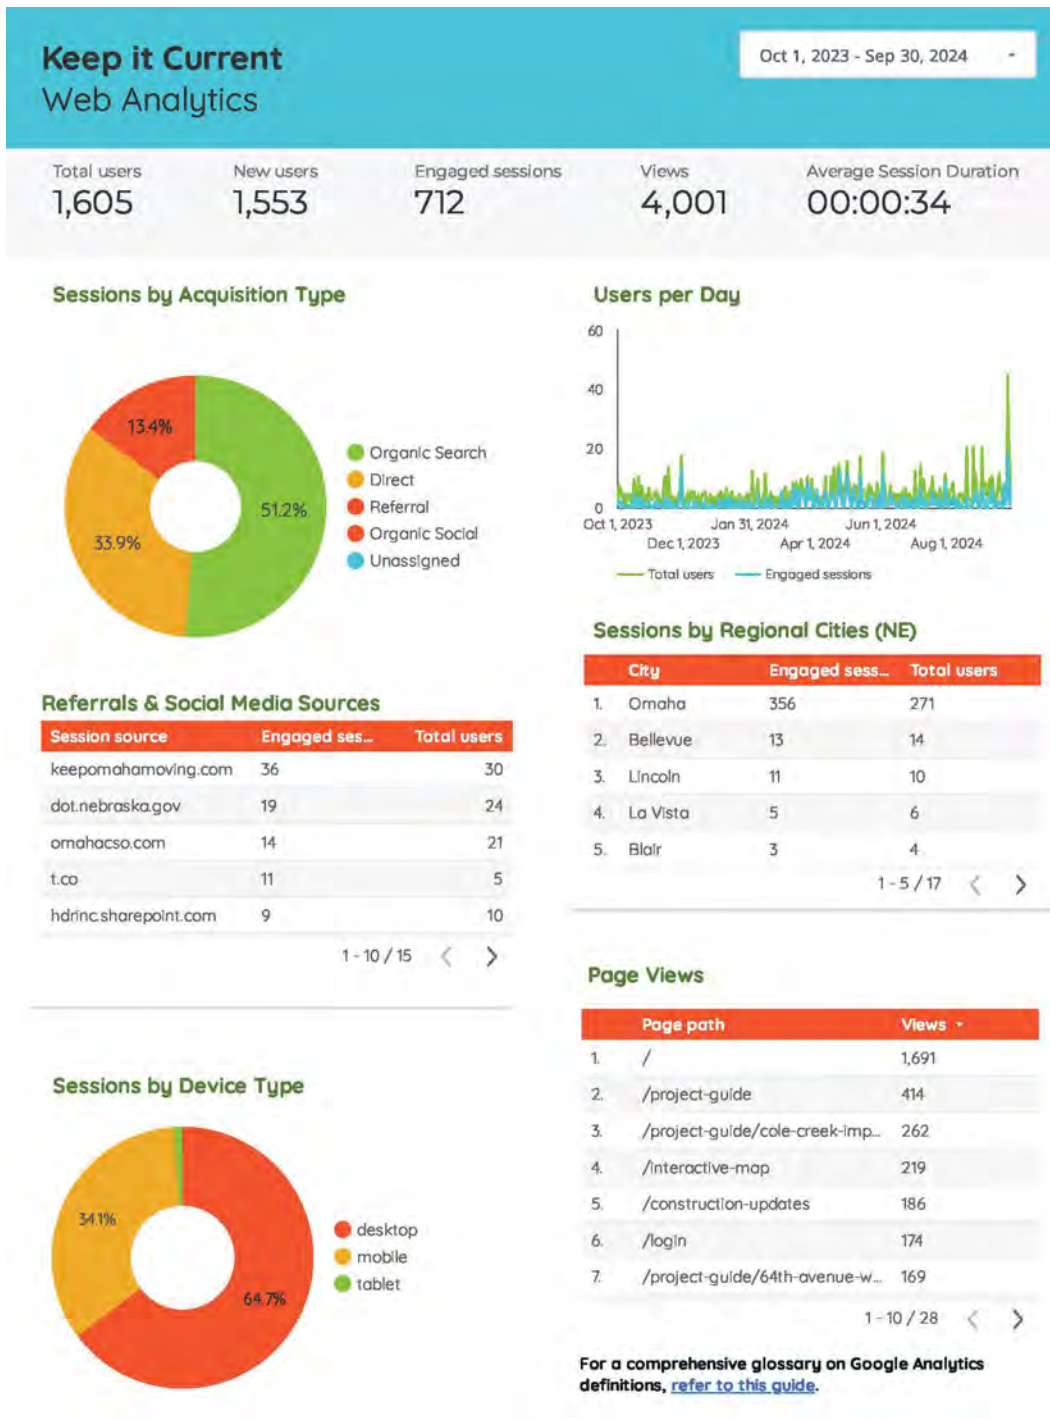 Keep it Current
Web Analytics
Oct 1, 2023 - Sep 30, 2024
Total users
1,605
New users
1,553
Engaged sessions
712
Views
4,001
Average Session Duration
00:00:34
Sessions by Acquisition Type
13.4%
51.2%
33.9%
Organic Search
Direct
Referral
Organic Social
Unassigned
Users per Day
60
40
20
0
Oct 1, 2023
Jan 31, 2024
Jun 1, 2024
Dec 1, 2023
Apr 1, 2024
Aug 1, 2024
Total users
Engaged sessions
Sessions by Regional Cities (NE)
City Engaged sess... Total users
1. Omaha 356 271
2. Bellevue 13 14
3. Lincoln 11 10
4. La Vista 5 6
5. Blair 3 4
1 - 5 / 17
Referrals & Social Media Sources
Session source Engaged ses... Total users
keepomahamoving.com 36 30
dot.nebraska.gov 19 24
omahacso.com 14 21
t.co 11 5
hdrinc.sharepoint.com 9 10
1 - 10 / 15
Page Views
Page path Views
1. / 1,691
2. /project-guide 414
3. /project-guide/cole-creek-imp... 262
4. /interactive-map 219
5. /construction-updates 186
6. /login 174
7. /project-guide/64th-avenue-w... 169
1 - 10 / 28
Sessions by Device Type
34.1%
64.7%
desktop
mobile
tablet
For a comprehensive glossary on Google Analytics
definitions, refer to this guide.